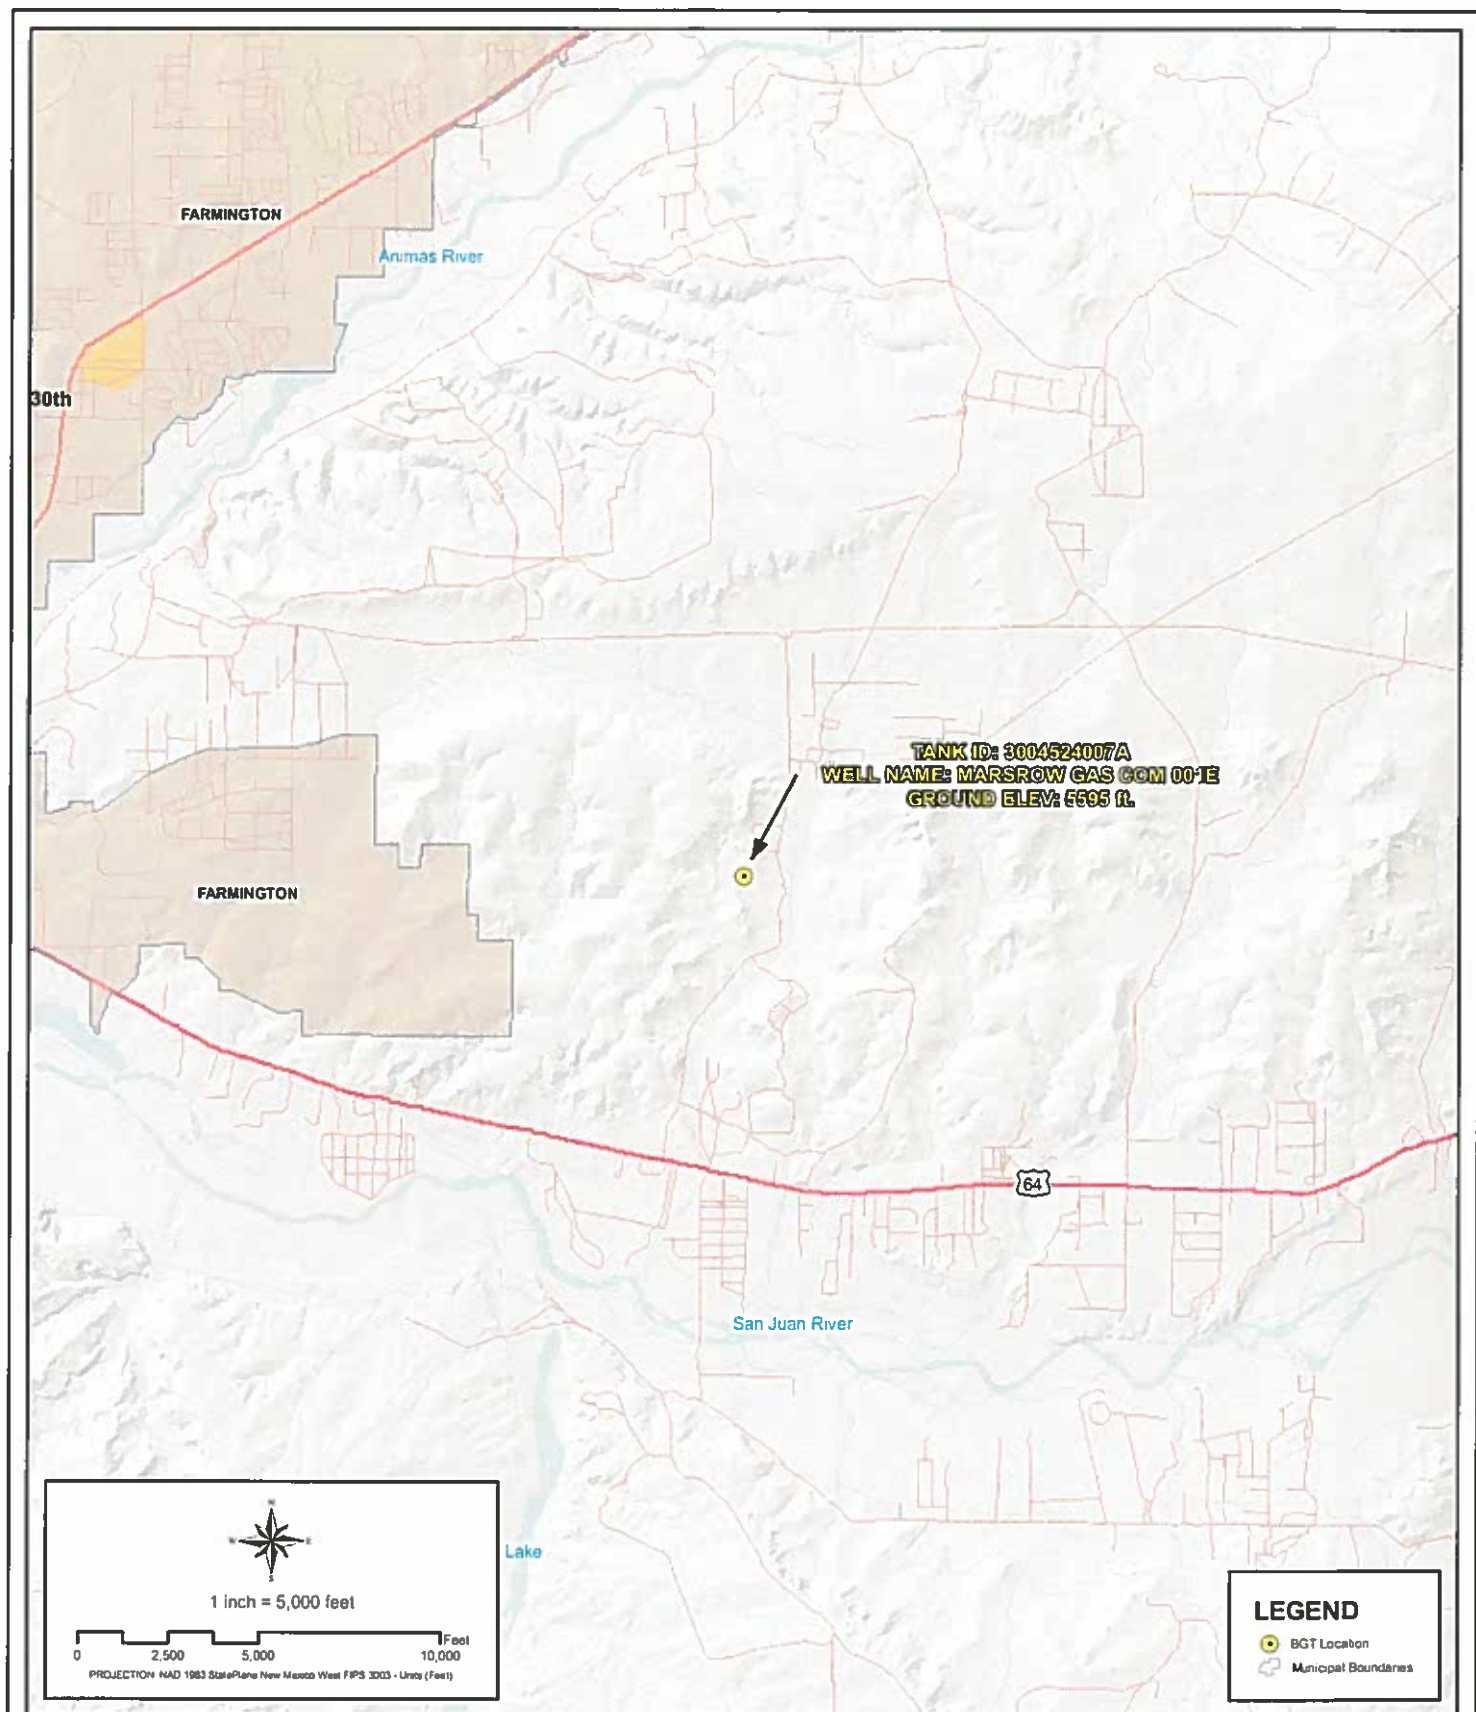 FARMINGTON
Animas River
30th
TANK ID: 3004524007A
WELL NAME: MARSROW GAS COM 001E
GROUND ELEV: 5595 ft.
FARMINGTON
64
San Juan River
Lake
N
W E
S
1 inch = 5,000 feet
Feet
0 2,500 5,000 10,000
PROJECTION NAD 1983 StatePlane New Mexico West FIPS 3003 - Units (Feet)
LEGEND
BGT Location
Municipal Boundaries